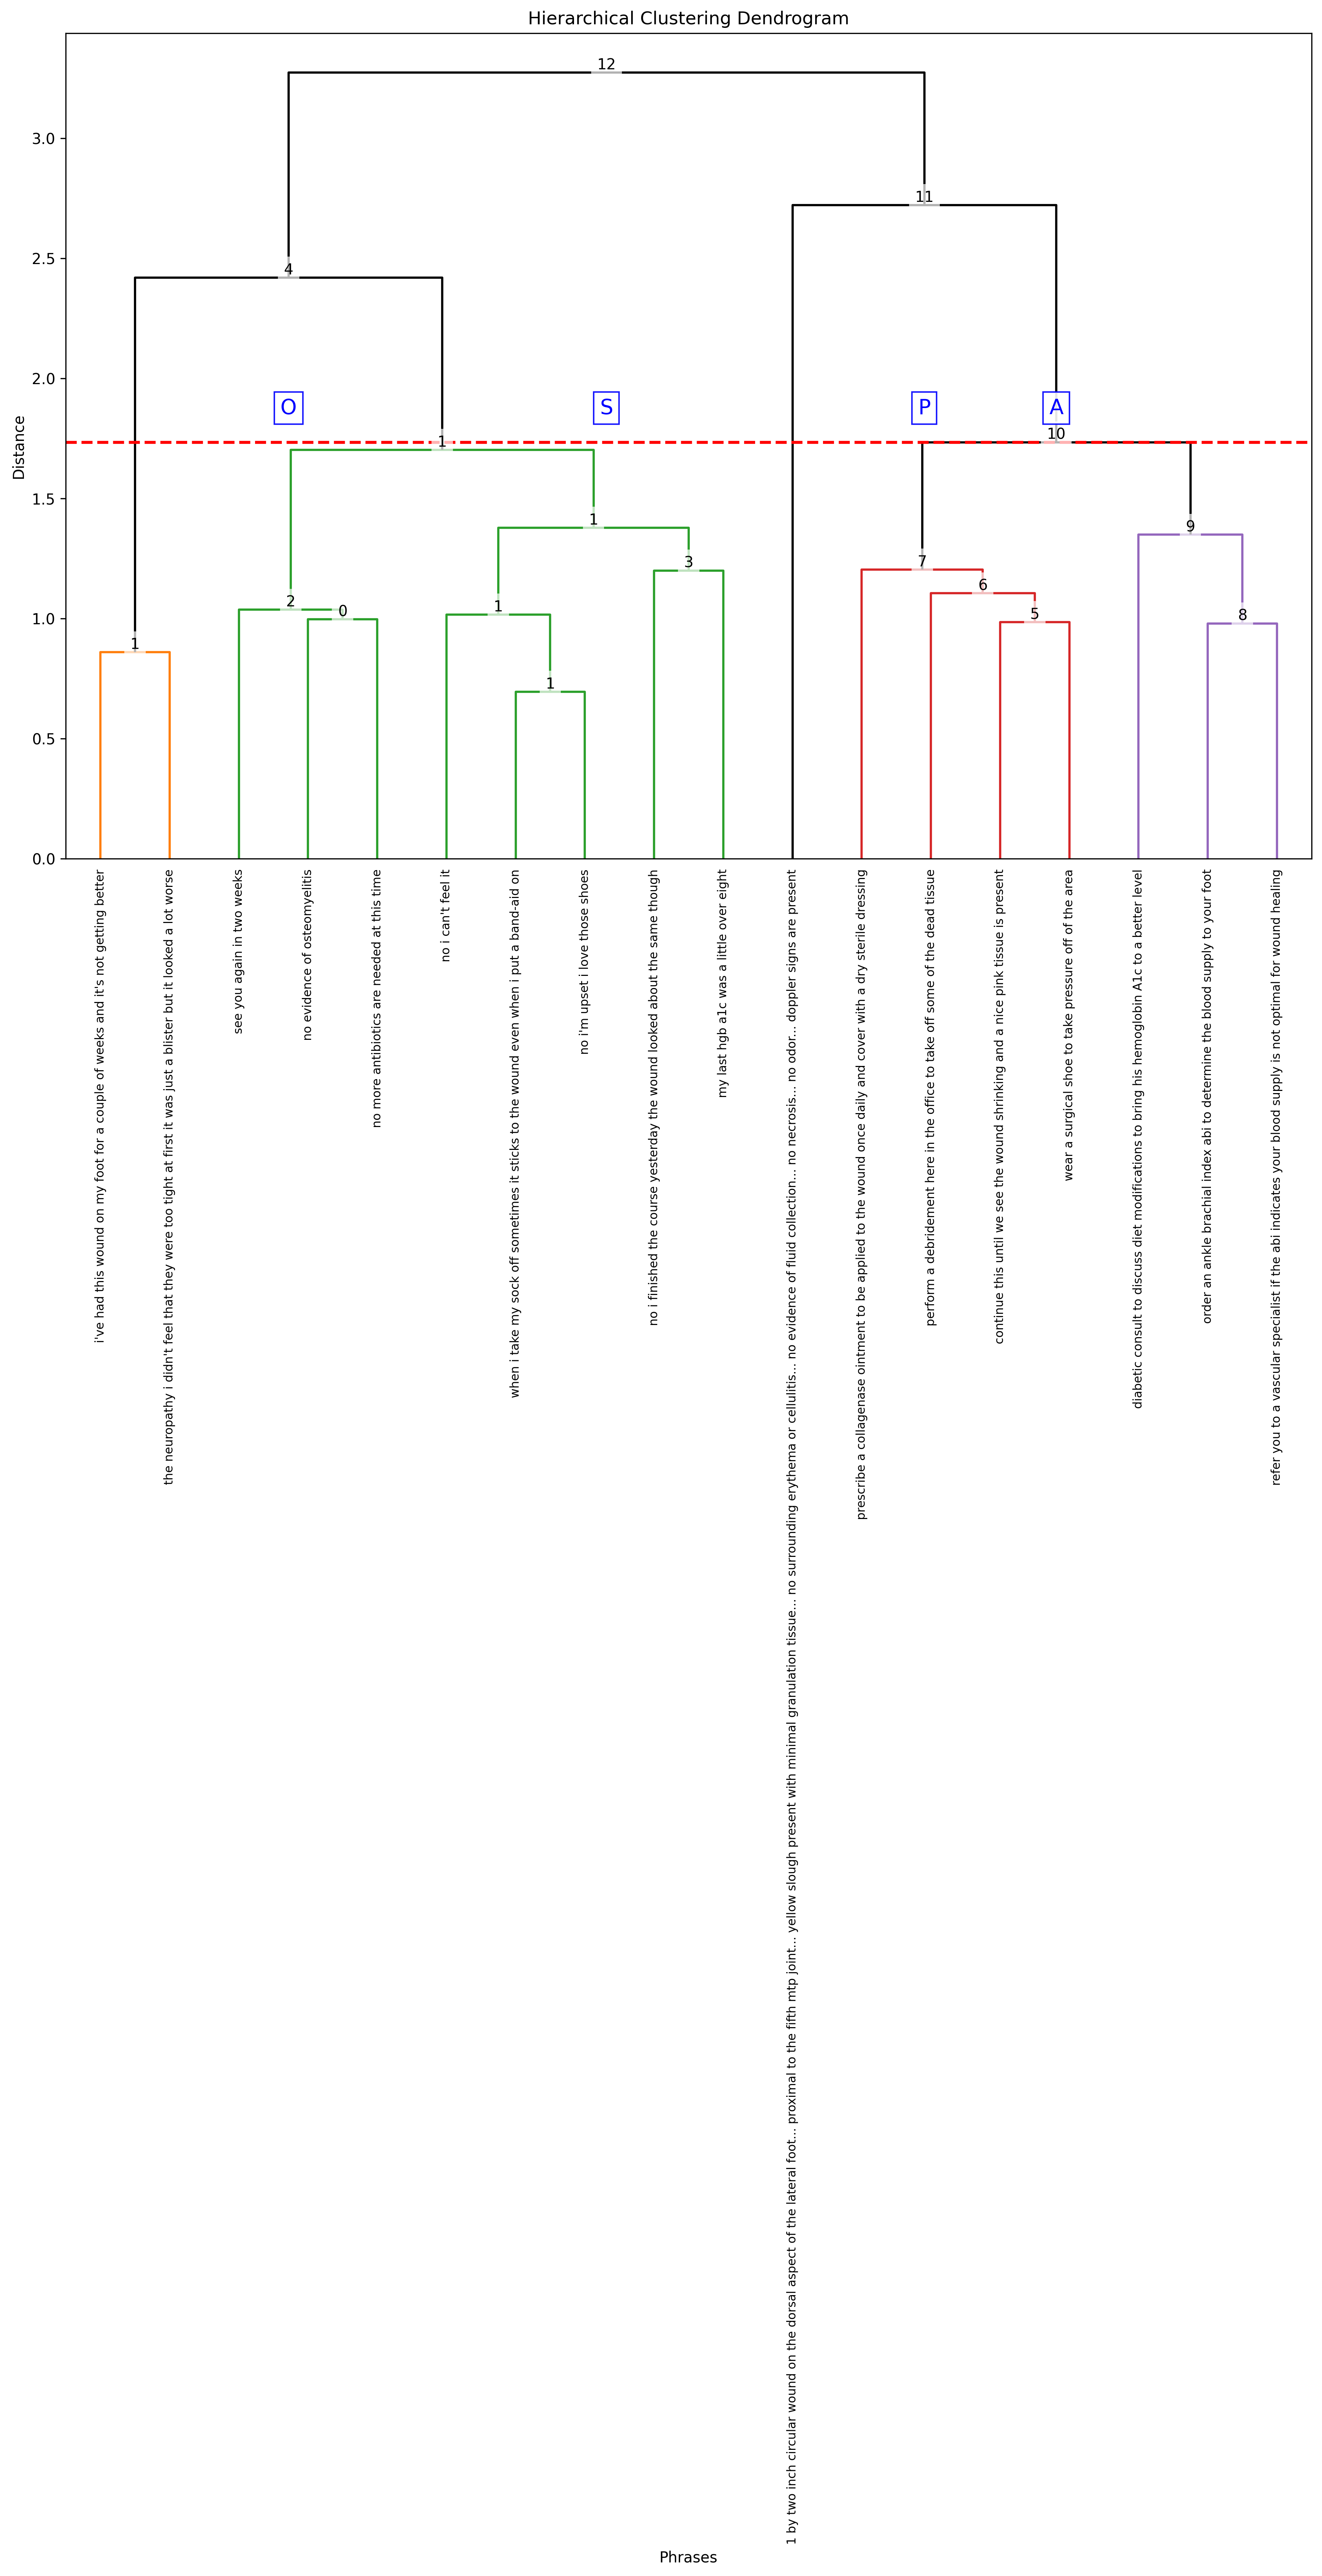 Hierarchical Clustering Dendrogram
12
3.0
11
2.5
4
2.0
O
S
P
A
Distance
1
10
1.5
1
9
3
7
6
1.0
2
0
1
5
8
1
1
0.5
0.0
i've had this wound on my foot for a couple of weeks and it's not getting better
the neuropathy i didn't feel that they were too tight at first it was just a blister but it looked a lot worse
see you again in two weeks
no evidence of osteomyelitis
no more antibiotics are needed at this time
no i can't feel it
when i take my sock off sometimes it sticks to the wound even when i put a band-aid on
no i'm upset i love those shoes
no i finished the course yesterday the wound looked about the same though
my last hgb a1c was a little over eight
1 by two inch circular wound on the dorsal aspect of the lateral foot... proximal to the fifth mtp joint... yellow slough present with minimal granulation tissue... no surrounding erythema or cellulitis... no evidence of fluid collection... no necrosis... no odor... doppler signs are present
prescribe a collagenase ointment to be applied to the wound once daily and cover with a dry sterile dressing
perform a debridement here in the office to take off some of the dead tissue
continue this until we see the wound shrinking and a nice pink tissue is present
wear a surgical shoe to take pressure off of the area
diabetic consult to discuss diet modifications to bring his hemoglobin A1c to a better level
order an ankle brachial index abi to determine the blood supply to your foot
refer you to a vascular specialist if the abi indicates your blood supply is not optimal for wound healing
Phrases